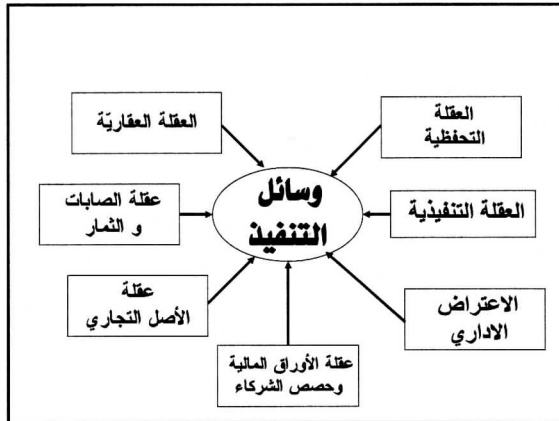 العقلة
التحفظية
العقلة العقاريّة
وسائل
التنفيذ
العقلة التنفيذية
عقلة الصابات
و الثمار
الاعتراض
الاداري
عقلة
الأصل التجاري
عقلة الأوراق المالية
وحصص الشركاء